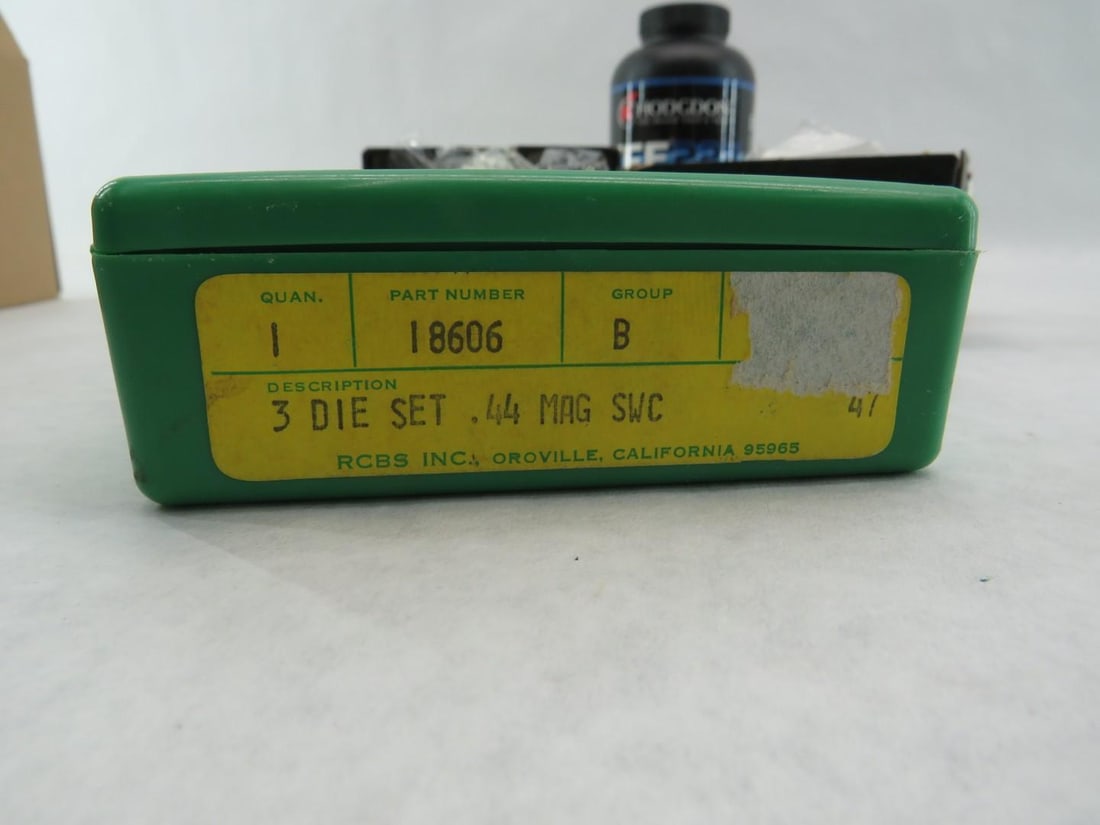 HODGDON
QUAN. PART NUMBER GROUP
1 18606 B
DESCRIPTION
3 DIE SET .44 MAG SWC 47
RCBS INC., OROVILLE, CALIFORNIA 95965